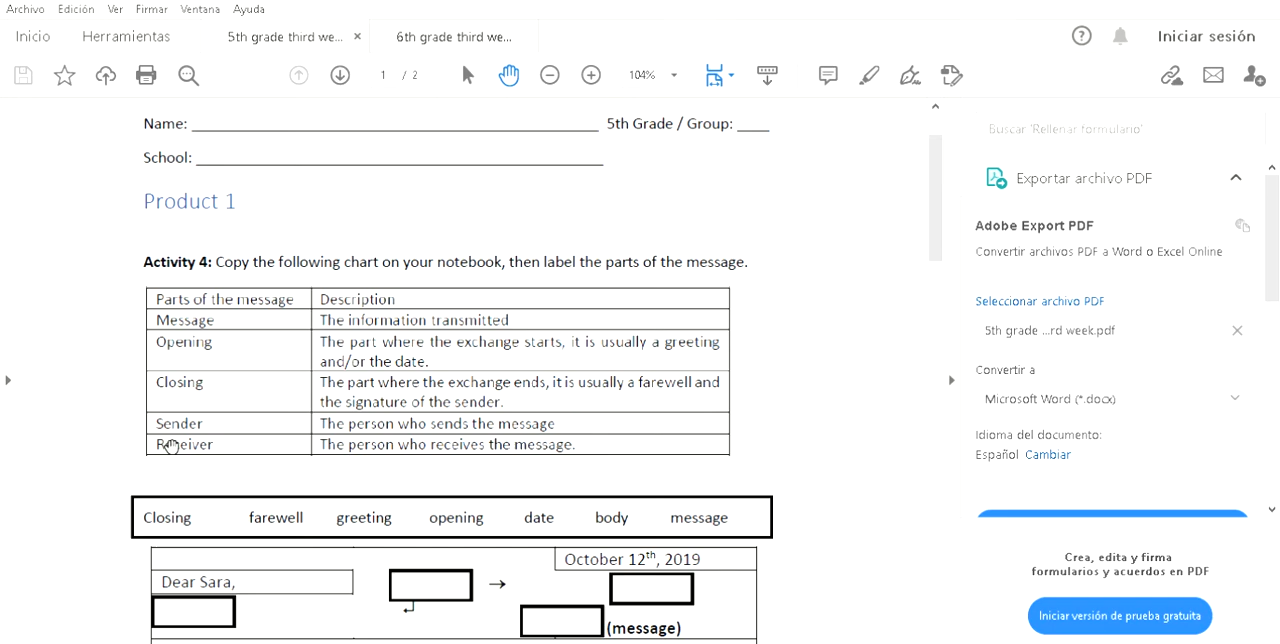 Archivo Edición Ver Firmar Ventana Ayuda
Inicio Herramientas 5th grade third we... × 6th grade third we... Iniciar sesión
1 / 2 104%
Name: 5th Grade / Group:
School:
Product 1
Activity 4: Copy the following chart on your notebook, then label the parts of the message.
Parts of the message Description
Message The information transmitted
Opening The part where the exchange starts, it is usually a greeting
and/or the date.
Closing The part where the exchange ends, it is usually a farewell and
the signature of the sender.
Sender The person who sends the message
Receiver The person who receives the message.
Closing farewell greeting opening date body message
October 12th, 2019
Dear Sara,
(message)
Buscar 'Rellenar formulario'
Exportar archivo PDF
Adobe Export PDF
Convertir archivos PDF a Word o Excel Online
Seleccionar archivo PDF
5th grade ...rd week.pdf
Convertir a
Microsoft Word (*.docx)
Idioma del documento:
Español Cambiar
Crea, edita y firma
formularios y acuerdos en PDF
Iniciar versión de prueba gratuita